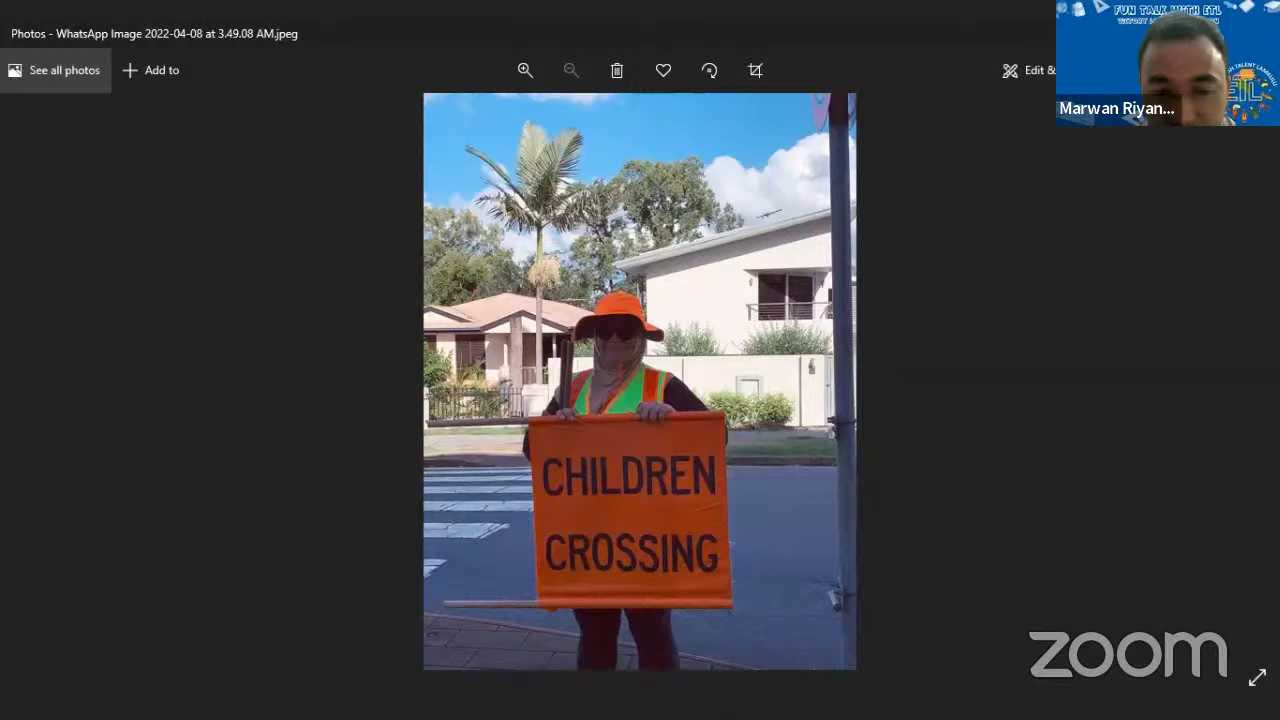 Photos - WhatsApp Image 2022-04-08 at 3.49.08 AM.jpeg
See all photos
Add to
Edit &
FUN TALK WITH ETL
ETL
Marwan Riyan...
CHILDREN
CROSSING
zoom